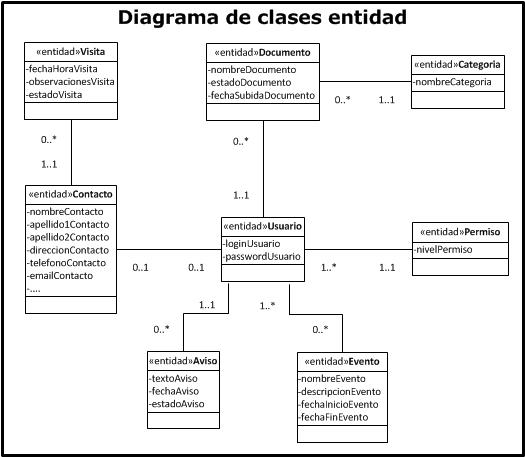 Diagrama de clases entidad
«entidad»Visita
-fechaHoraVisita
-observacionesVisita
-estadoVisita
«entidad»Documento
-nombreDocumento
-estadoDocumento
-fechaSubidaDocumento
«entidad»Categoria
-nombreCategoria
0..*
1..1
0..*
1..1
0..*
1..1
«entidad»Contacto
-nombreContacto
-apellido1Contacto
-apellido2Contacto
-direccionContacto
-telefonoContacto
-emailContacto
-....
«entidad»Usuario
-loginUsuario
-passwordUsuario
«entidad»Permiso
-nivelPermiso
0..1
0..1
1..*
1..1
1..1
0..*
1..*
0..*
«entidad»Aviso
-textoAviso
-fechaAviso
-estadoAviso
«entidad»Evento
-nombreEvento
-descripcionEvento
-fechaInicioEvento
-fechaFinEvento